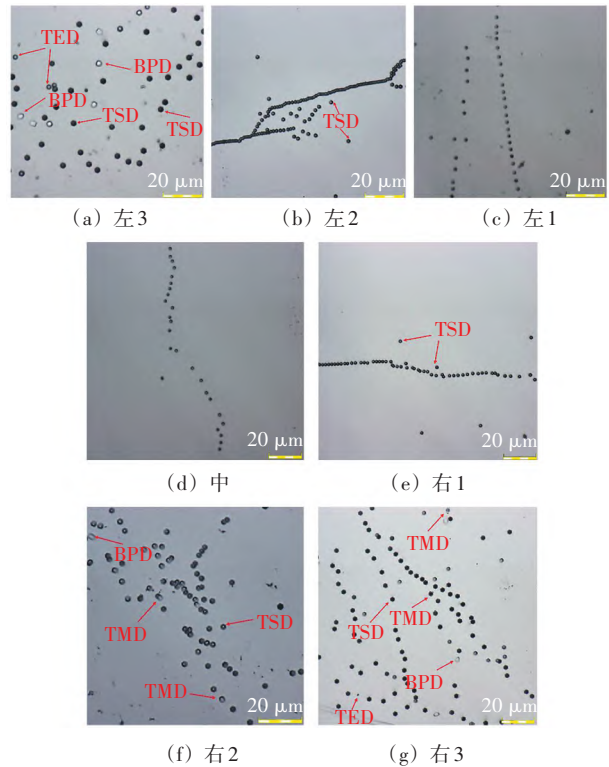 TED
BPD
BPD
TSD
TSD
20 μm
TSD
20 μm
20 μm
(a) 左3
(b) 左2
(c) 左1
20 μm
TSD
20 μm
(d) 中
(e) 右1
BPD
TMD
TSD
TMD
20 μm
TMD
TMD
TSD
BPD
TED
20 μm
(f) 右2
(g) 右3